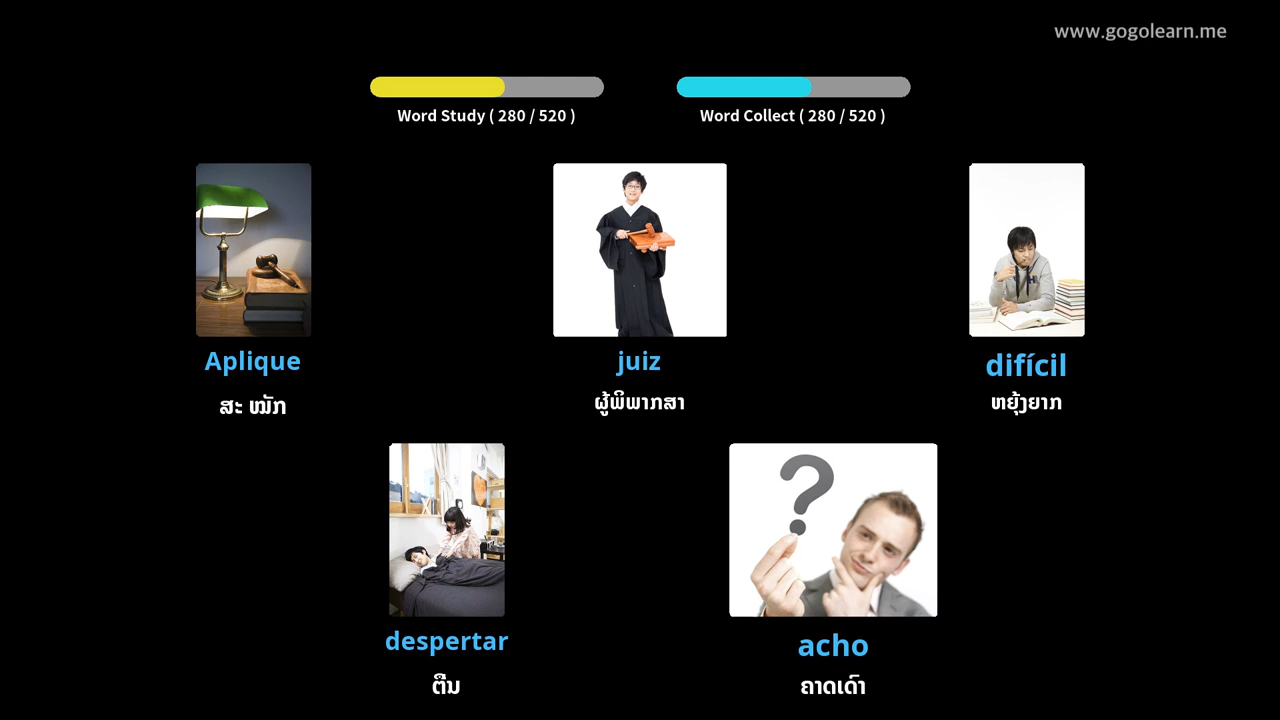 www.gogolearn.me
Word Study ( 280 / 520 )
Word Collect ( 280 / 520 )
Aplique
ສະ ໝັກ
juiz
ຜູ້ພິພາກສາ
difícil
ຫຍຸ້ງຍາກ
despertar
ຕື່ນ
acho
ຄາດເດົາ